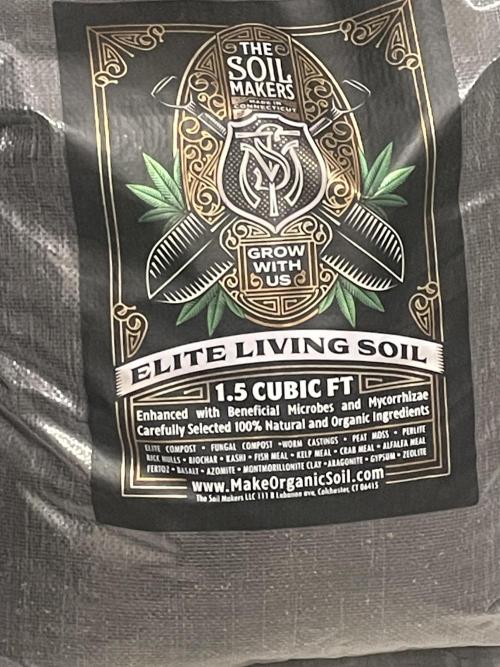 THE
SOIL
MAKERS
MADE IN
CONNECTICUT
GROW
WITH
US
ELITE LIVING SOIL
1.5 CUBIC FT
Enhanced with Beneficial Microbes and Mycorrhizae
Carefully Selected 100% Natural and Organic Ingredients
ELITE COMPOST • FUNGAL COMPOST •WORM CASTINGS • PEAT MOSS • PERLITE
RICE HULLS • BIOCHAR • KASHI • FISH MEAL • KELP MEAL • CRAB MEAL • ALFALFA MEAL
FERTOZ • BASALT • AZOMITE • MONTMORILLONITE CLAY •ARAGONITE • GYPSUM • ZEOLITE
www.MakeOrganicSoil.com
The Soil Makers LLC 111 B Lebanon ave, Colchester, CT 06415